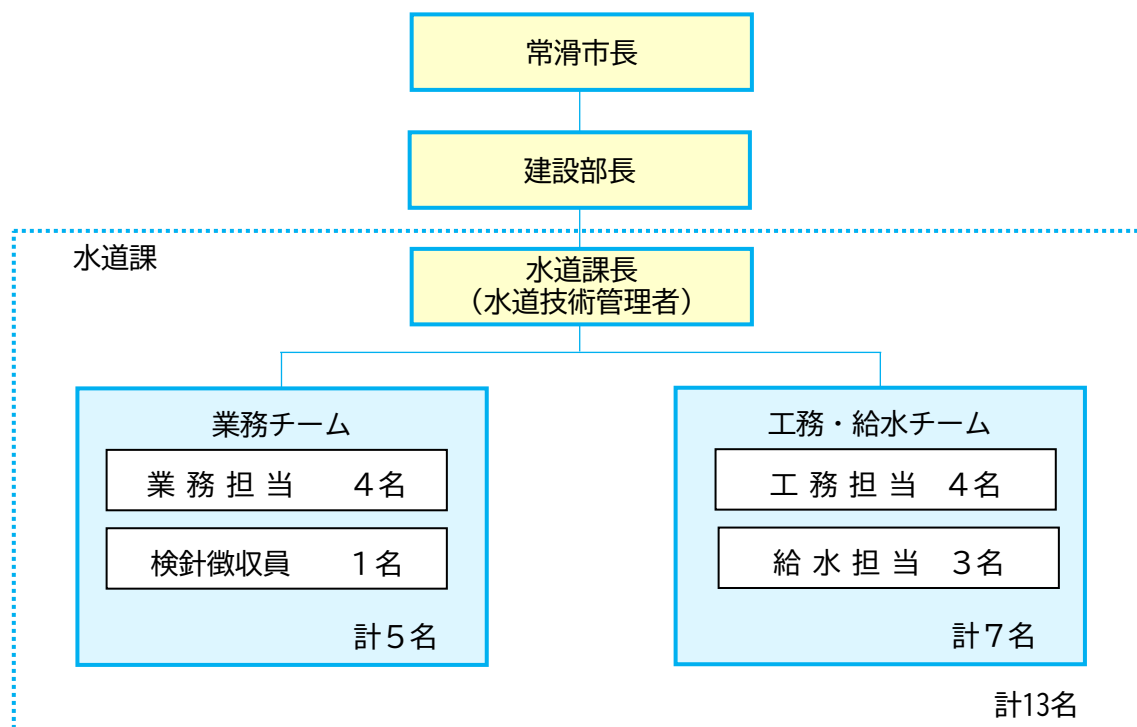 常滑市長
建設部長
水道課
水道課長
（水道技術管理者）
業務チーム
業務担当　４名
検針徴収員　１名
計５名
工務・給水チーム
工務担当　４名
給水担当　３名
計７名
計13名